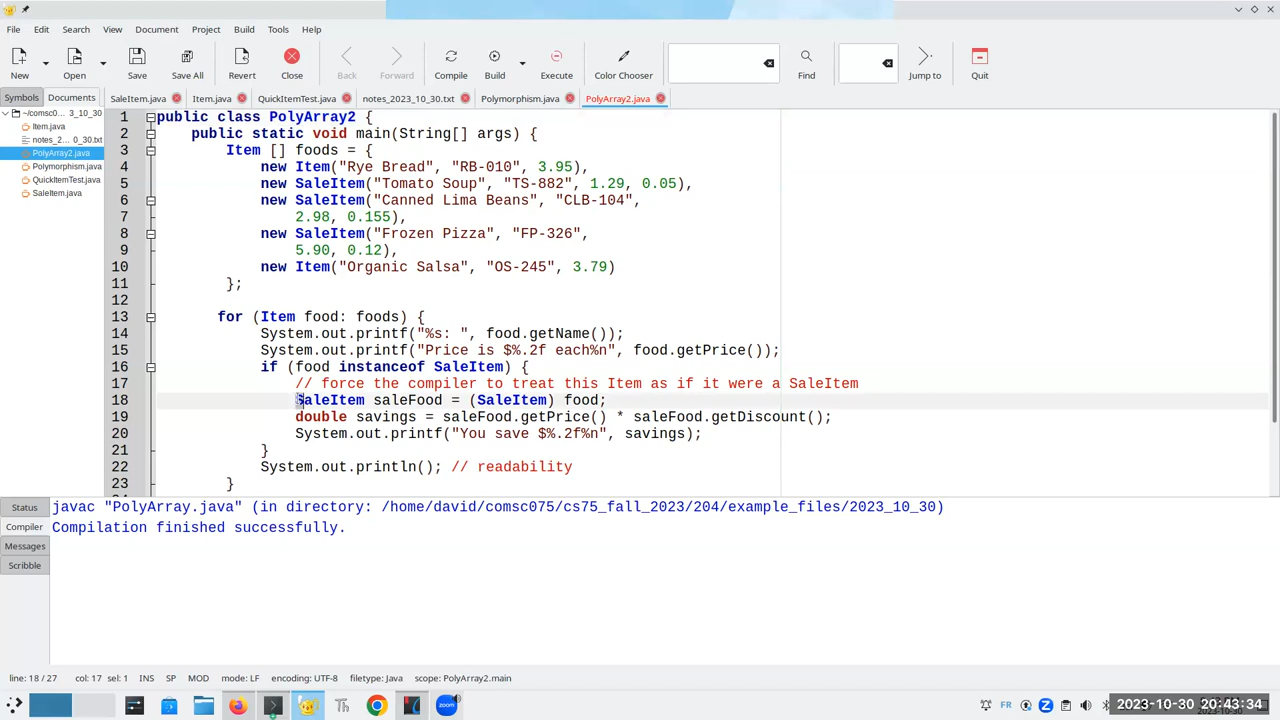 File Edit Search View Document Project Build Tools Help
New Open Save Save All Revert Close Back Forward Compile Build Execute Color Chooser Find Jump to Quit
Symbols Documents SaleItem.java Item.java QuickItemTest.java notes_2023_10_30.txt Polymorphism.java PolyArray2.java
~/comsc0... 3_10_30
Item.java
notes_2... 0_30.txt
PolyArray2.java
Polymorphism.java
QuickItemTest.java
SaleItem.java
1 public class PolyArray2 {
2 public static void main(String[] args) {
3 Item [] foods = {
4 new Item("Rye Bread", "RB-010", 3.95),
5 new SaleItem("Tomato Soup", "TS-882", 1.29, 0.05),
6 new SaleItem("Canned Lima Beans", "CLB-104",
7 2.98, 0.155),
8 new SaleItem("Frozen Pizza", "FP-326",
9 5.90, 0.12),
10 new Item("Organic Salsa", "OS-245", 3.79)
11 };
12
13 for (Item food: foods) {
14 System.out.printf("%s: ", food.getName());
15 System.out.printf("Price is $%.2f each%n", food.getPrice());
16 if (food instanceof SaleItem) {
17 // force the compiler to treat this Item as if it were a SaleItem
18 SaleItem saleFood = (SaleItem) food;
19 double savings = saleFood.getPrice() * saleFood.getDiscount();
20 System.out.printf("You save $%.2f%n", savings);
21 }
22 System.out.println(); // readability
23 }
Status
Compiler
Messages
Scribble
javac "PolyArray.java" (in directory: /home/david/comsc075/cs75_fall_2023/204/example_files/2023_10_30)
Compilation finished successfully.
line: 18 / 27 col: 17 sel: 1 INS SP MOD mode: LF encoding: UTF-8 filetype: Java scope: PolyArray2.main
FR 2023-10-30 20:43:34